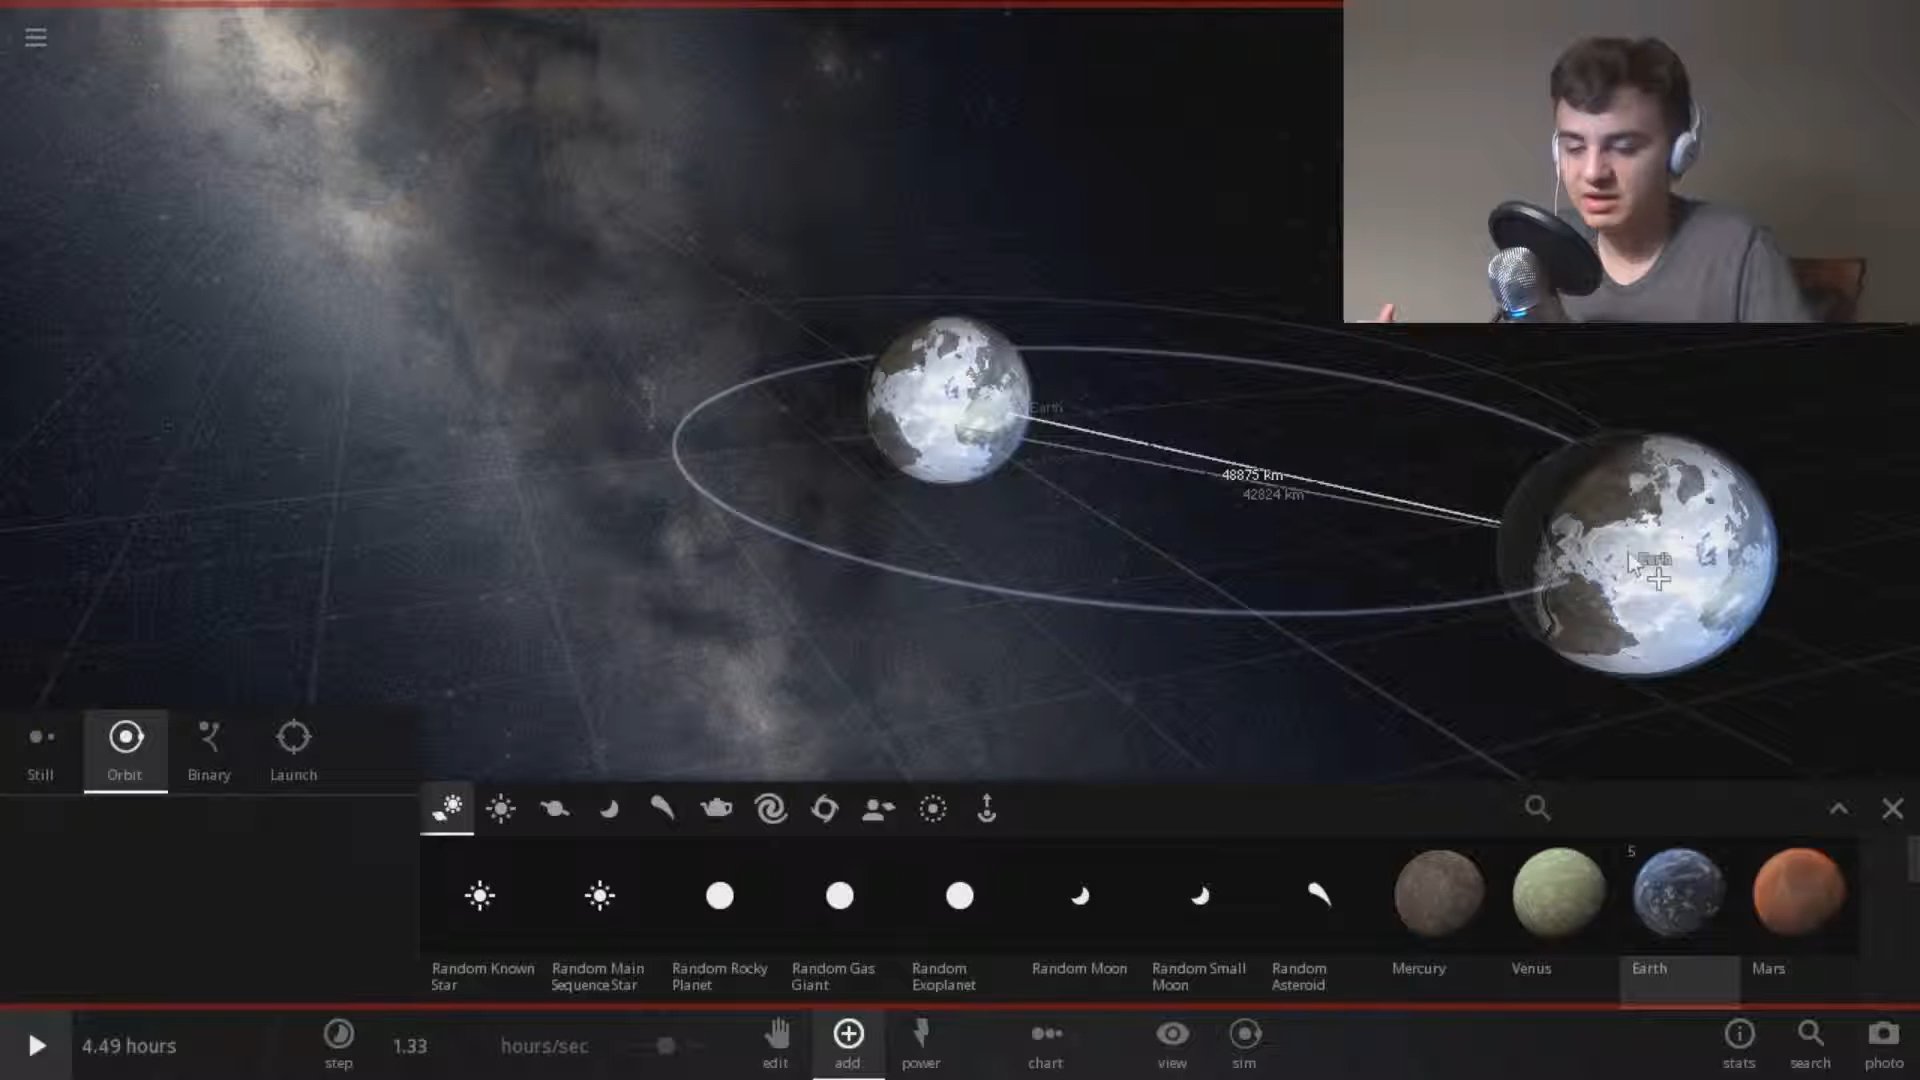 Earth
48875 km
42824 km
Earth
Still
Orbit
Binary
Launch
5
Random Known
Star
Random Main
Sequence Star
Random Rocky
Planet
Random Gas
Giant
Random
Exoplanet
Random Moon
Random Small
Moon
Random
Asteroid
Mercury
Venus
Earth
Mars
4.49 hours
step
1.33
hours/sec
edit
add
power
chart
view
sim
stats
search
photo